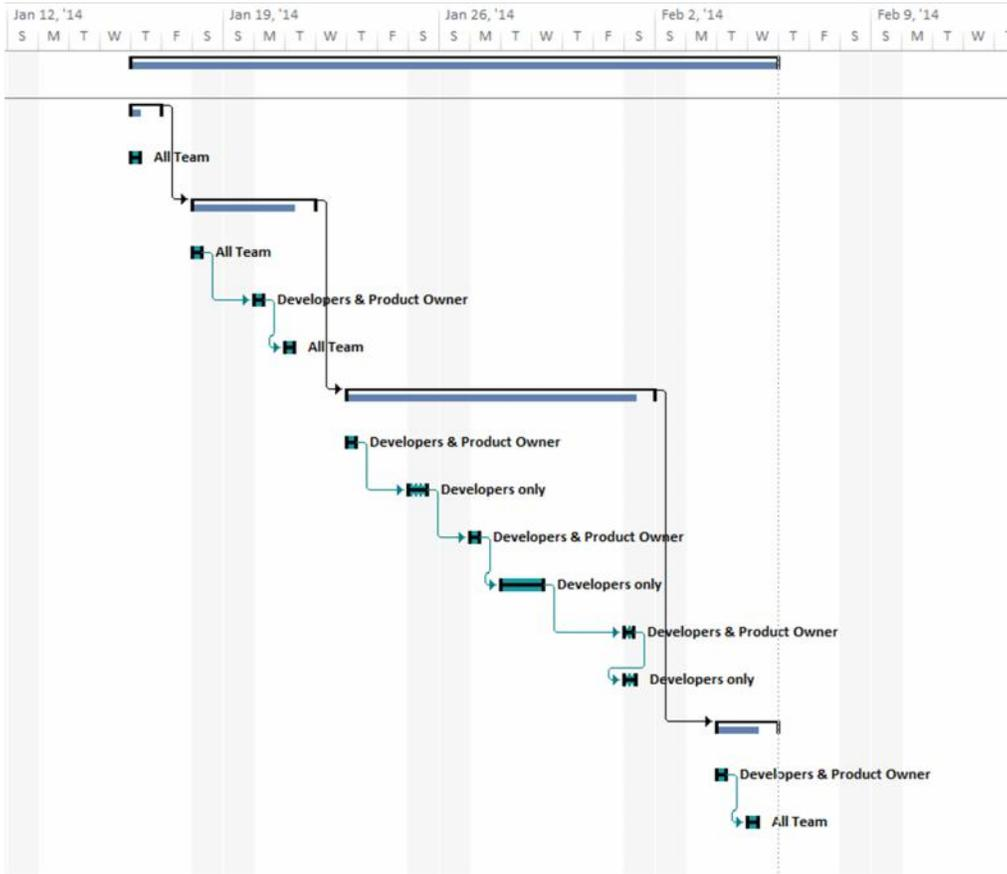 Jan 12, '14 Jan 19, '14 Jan 26, '14 Feb 2, '14 Feb 9, '14
S M T W T F S S M T W T F S S M T W T F S S M T W T F S S M T W T
All Team
All Team
Developers & Product Owner
All Team
Developers & Product Owner
Developers only
Developers & Product Owner
Developers only
Developers & Product Owner
Developers only
Developers & Product Owner
All Team